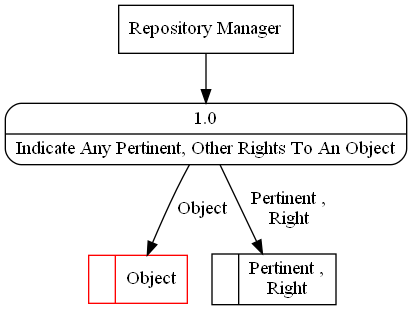 Repository Manager
1.0
Indicate Any Pertinent, Other Rights To An Object
Object
Pertinent ,
Right
Object
Pertinent ,
Right